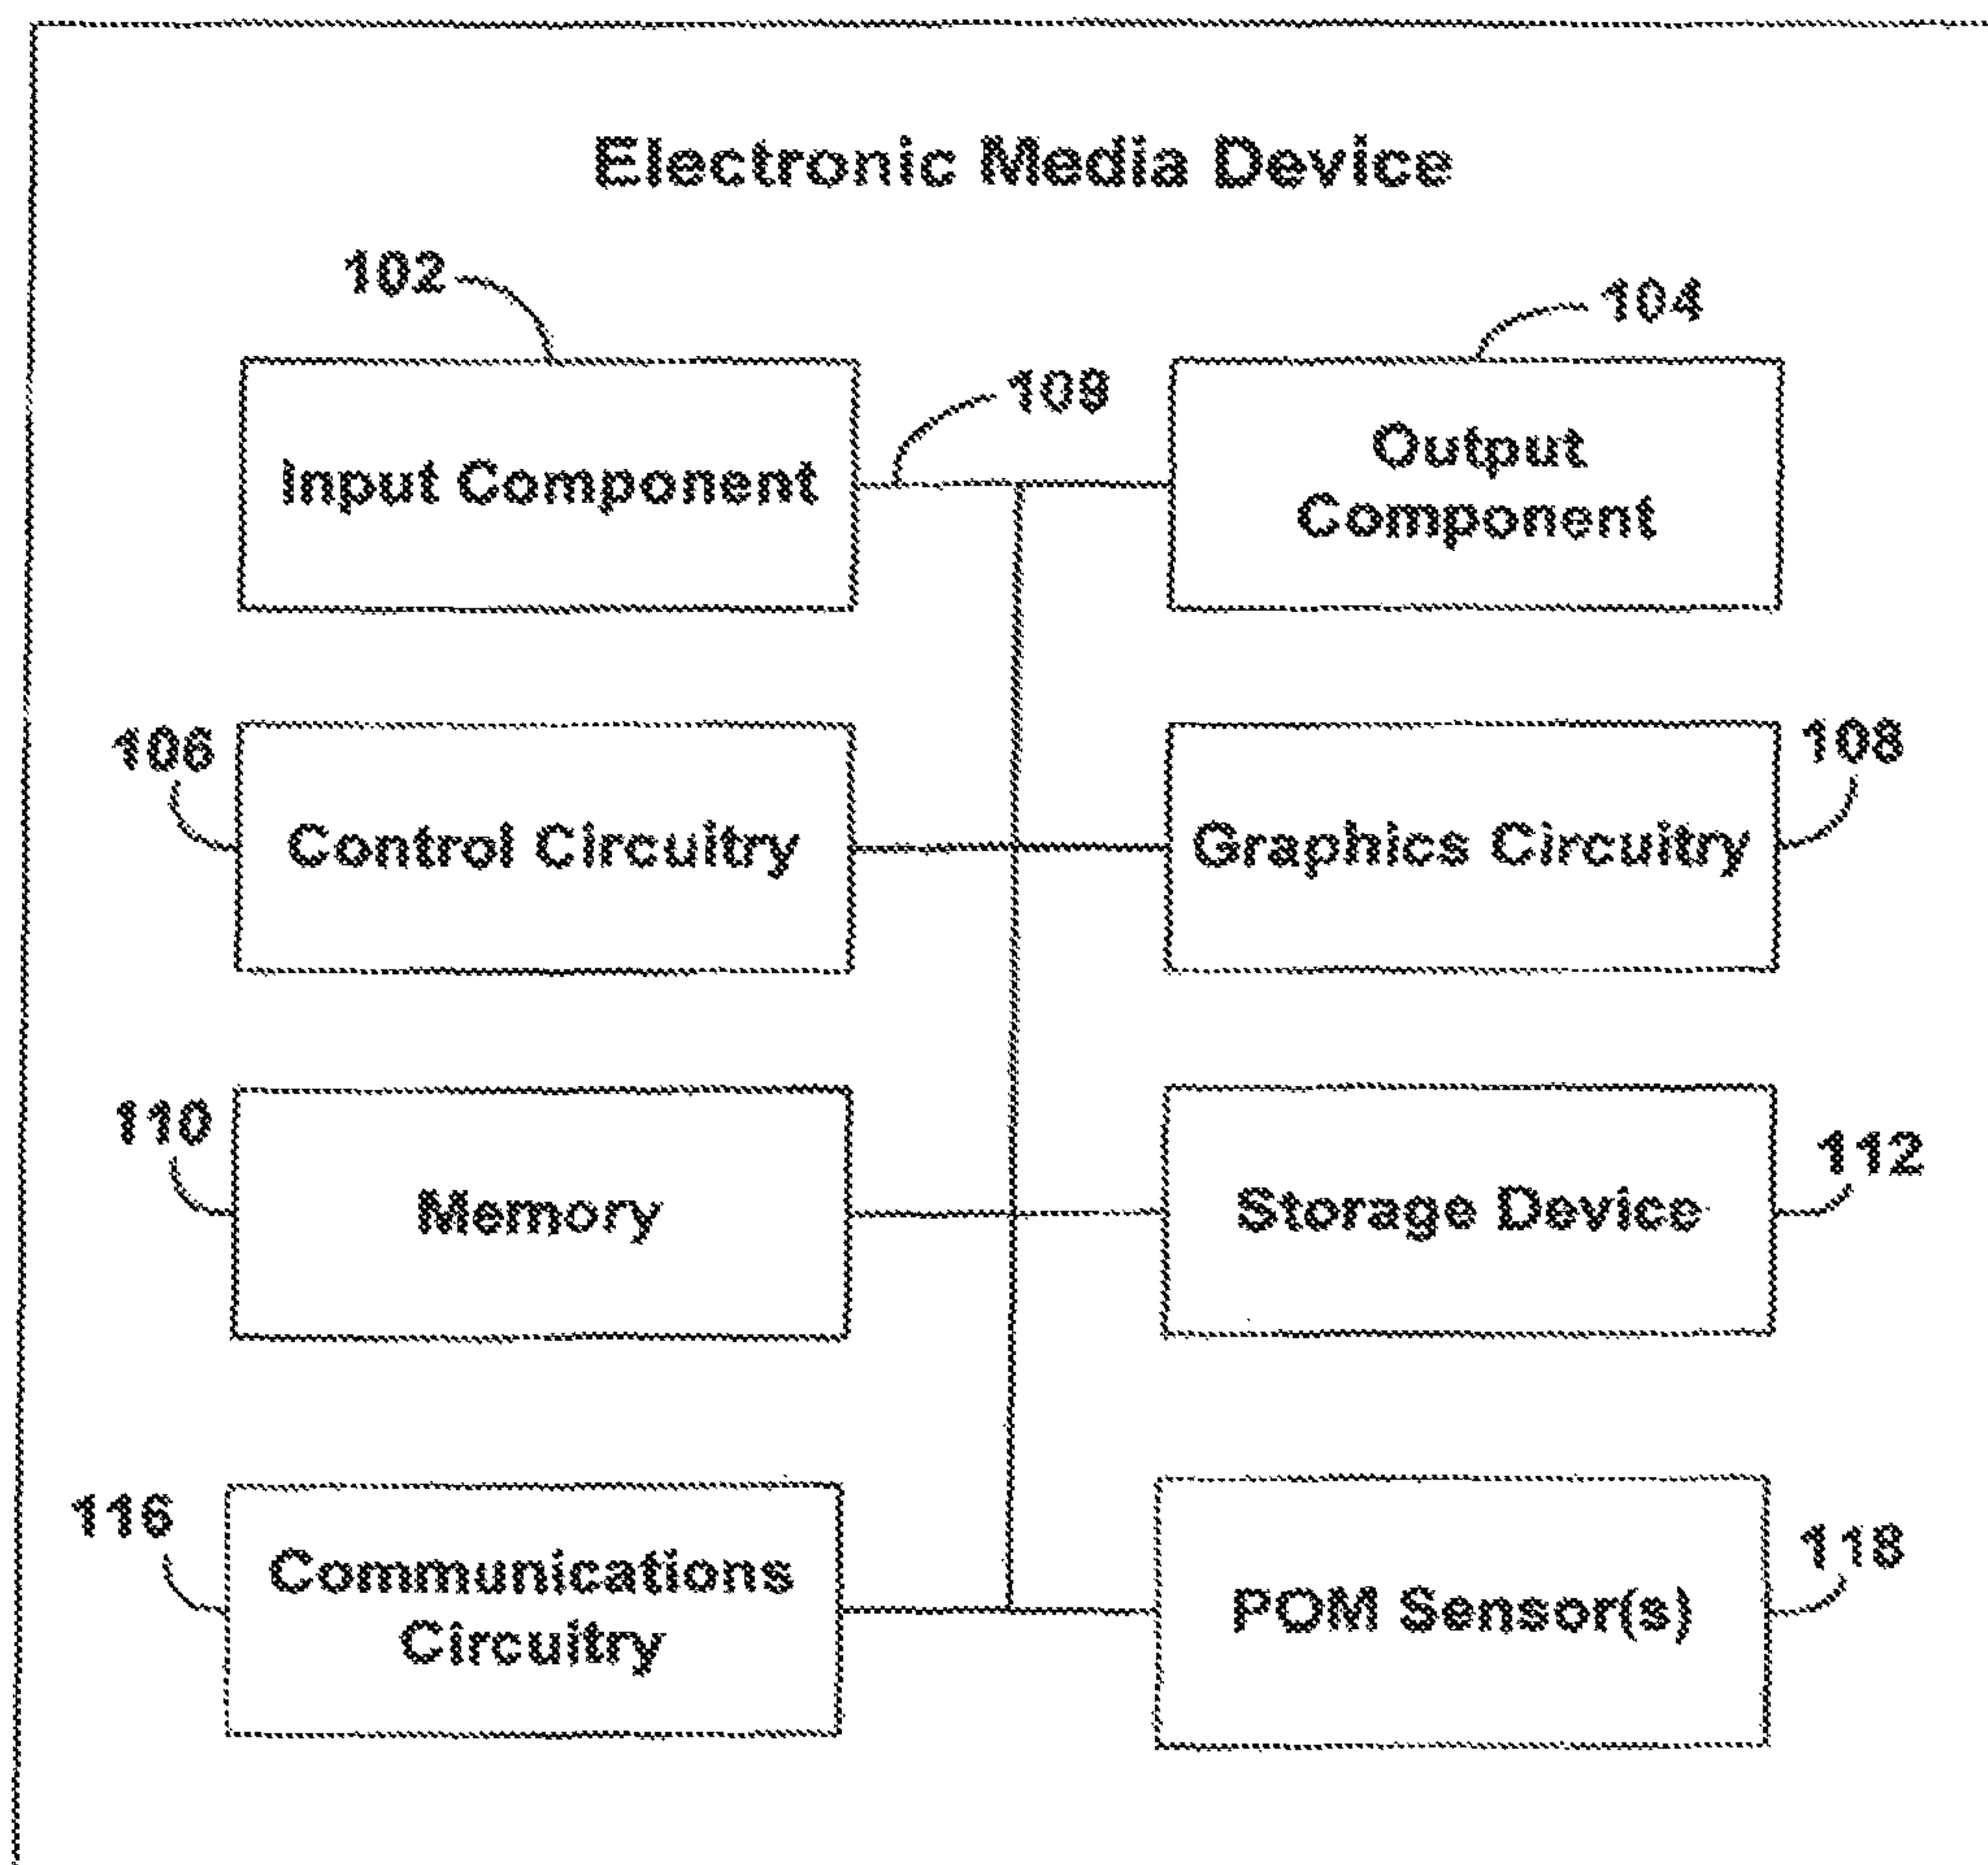 Electronic Media Device
102
104
109
Input Component
Output
Component
106
108
Control Circuitry
Graphics Circuitry
110
112
Memory
Storage Device
116
118
Communications
Circuitry
POM Sensor(s)